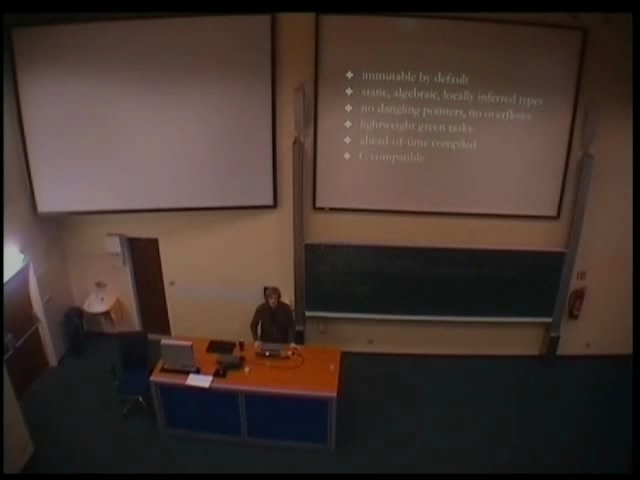 immutable by default
static, algebraic, locally inferred types
no dangling pointers, no overflows
lightweight green tasks
ahead-of-time compiled
C compatible